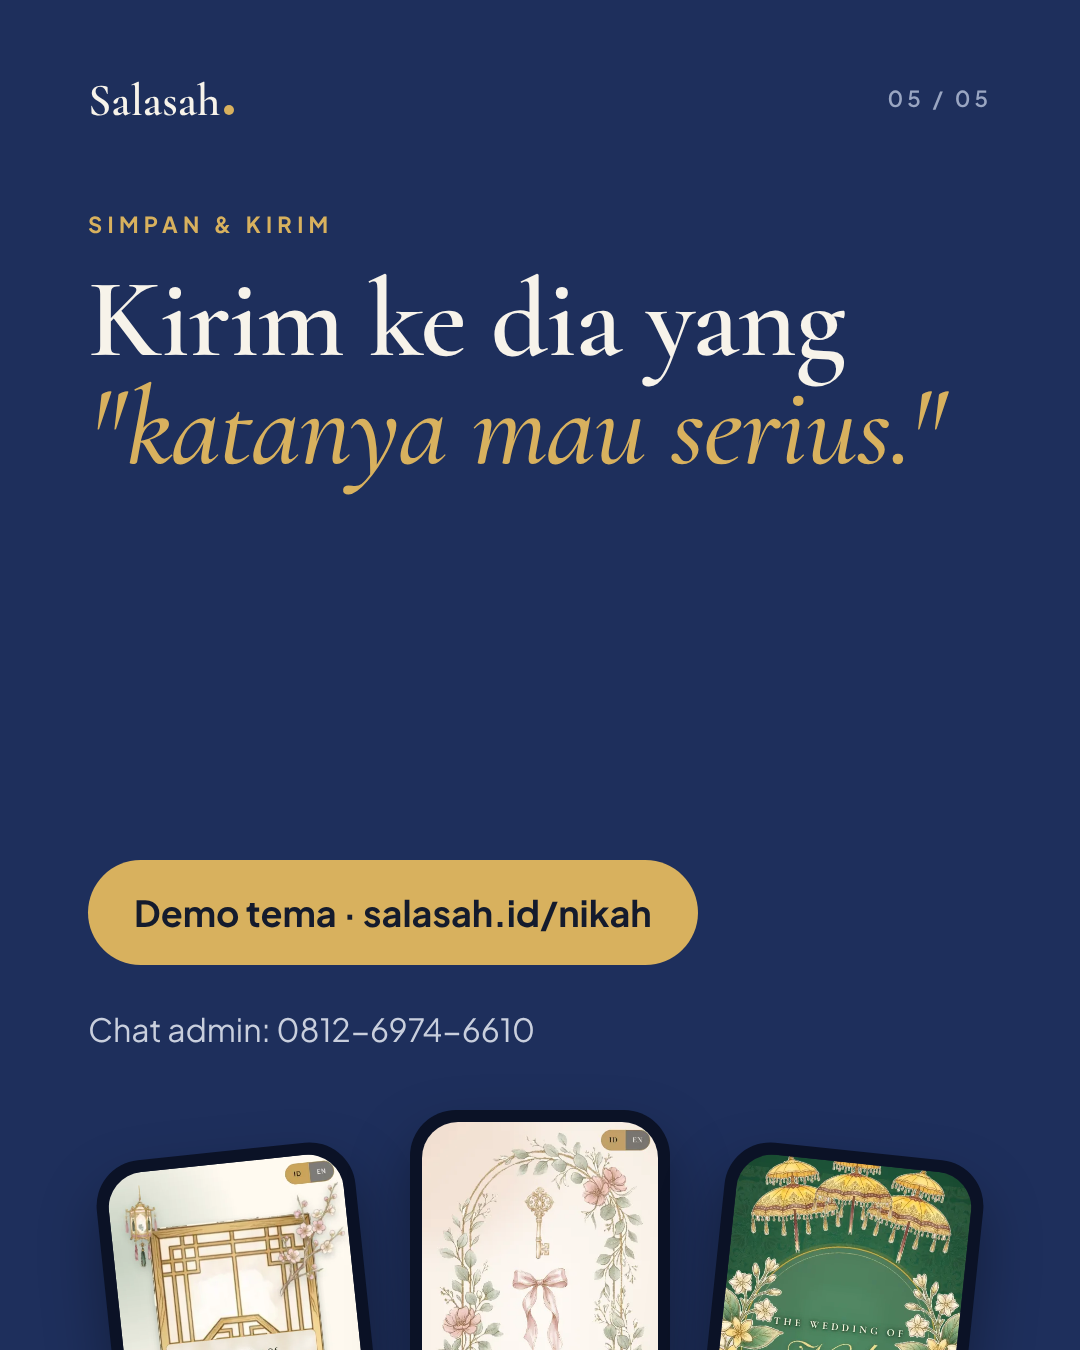 Salasah.
05 / 05
SIMPAN & KIRIM
Kirim ke dia yang
"katanya mau serius."
Demo tema · salasah.id/nikah
Chat admin: 0812–6974–6610
ID EN
ID EN
THE WEDDING OF